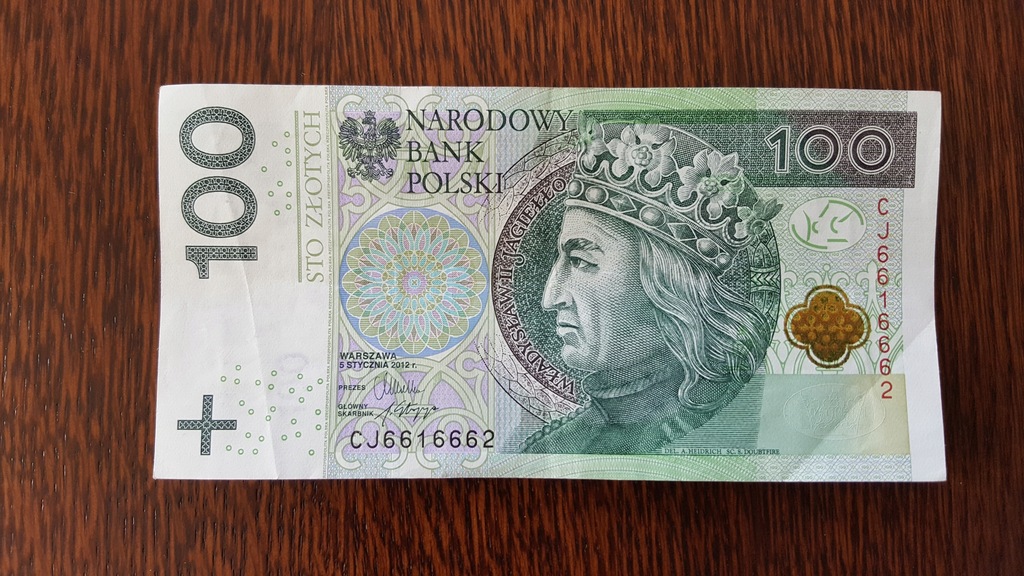 100
STO ZŁOTYCH
NARODOWY
BANK
POLSKI
WŁADYSŁAW II JAGIEŁŁO
100
CJ6616662
WARSZAWA
5 STYCZNIA 2012 r.
PREZES
GŁÓWNY
SKARBNIK
CJ6616662
DEL. A. HEIDRICH SC. S. DOUBTFIRE